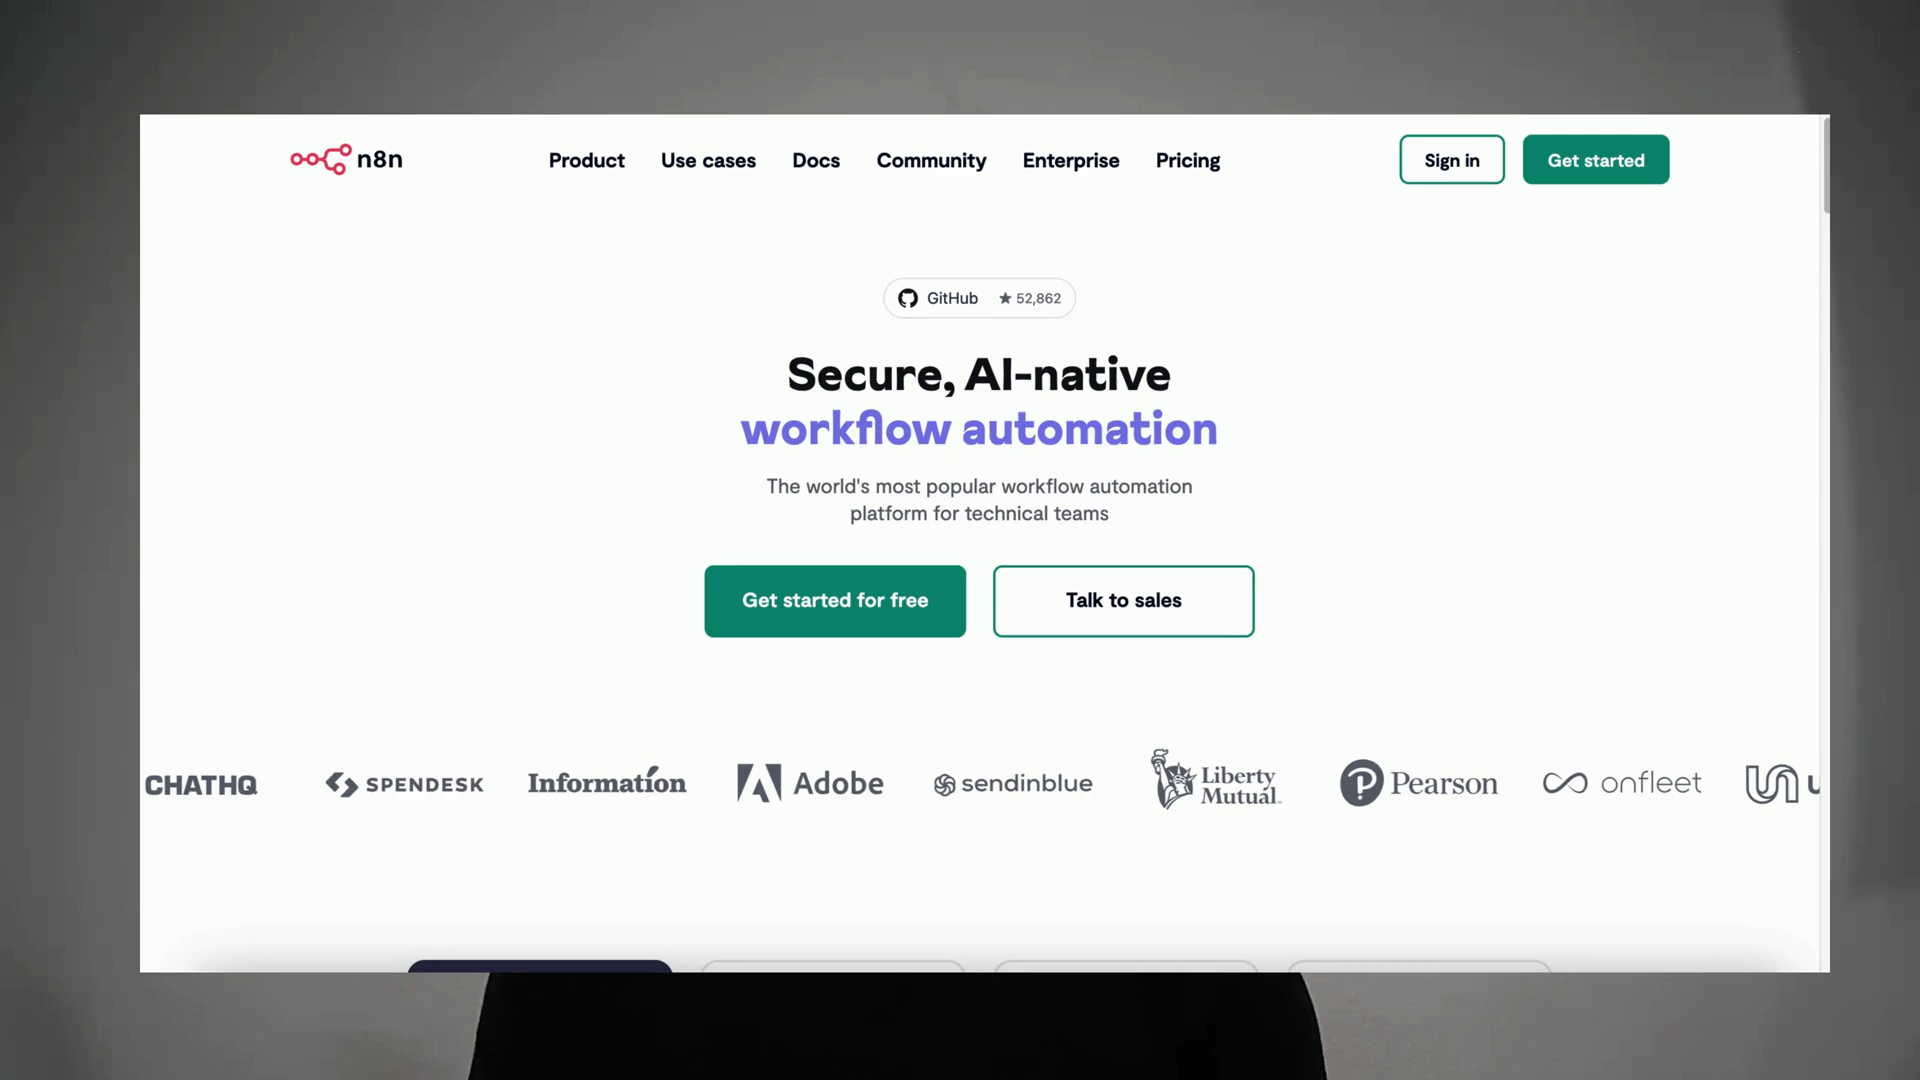 n8n
Product Use cases Docs Community Enterprise Pricing
Sign in Get started
GitHub ★ 52,862
Secure, AI-native
workflow automation
The world's most popular workflow automation
platform for technical teams
Get started for free Talk to sales
CHATHQ SPENDESK Information Adobe sendinblue Liberty Mutual Pearson onfleet